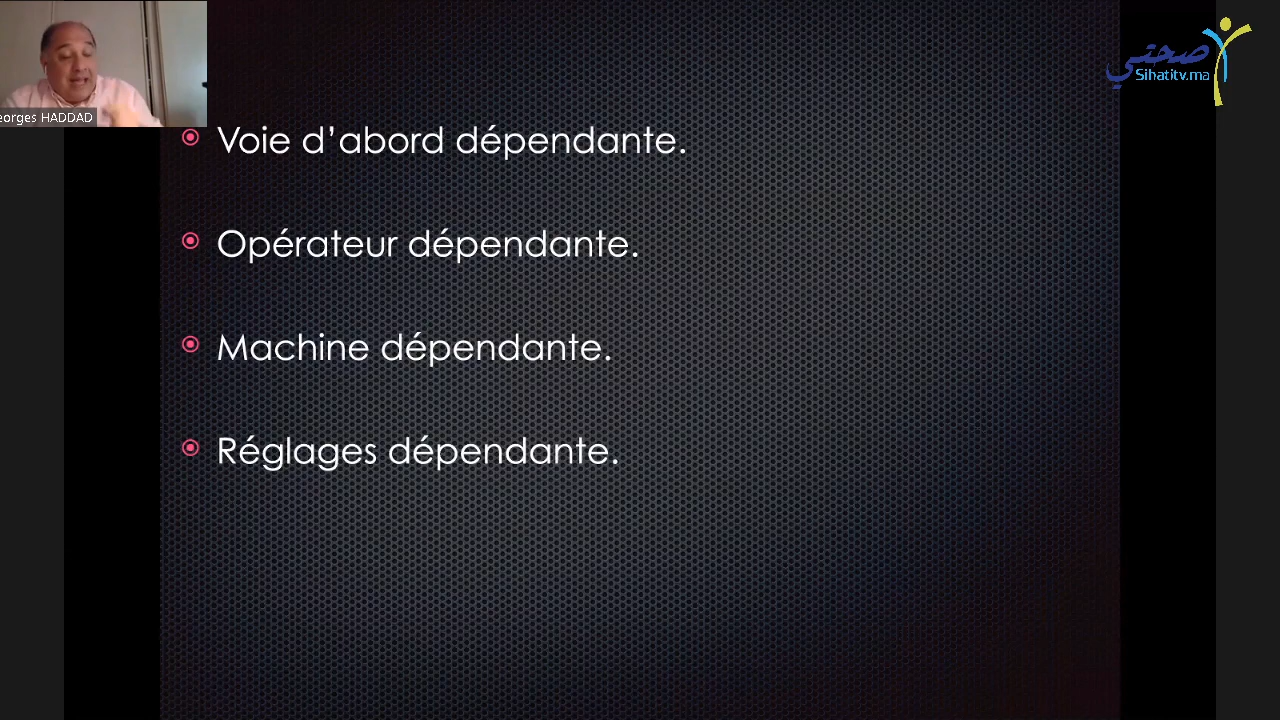 صحتي
Sihatitv.ma
eorges HADDAD
Voie d’abord dépendante.
Opérateur dépendante.
Machine dépendante.
Réglages dépendante.